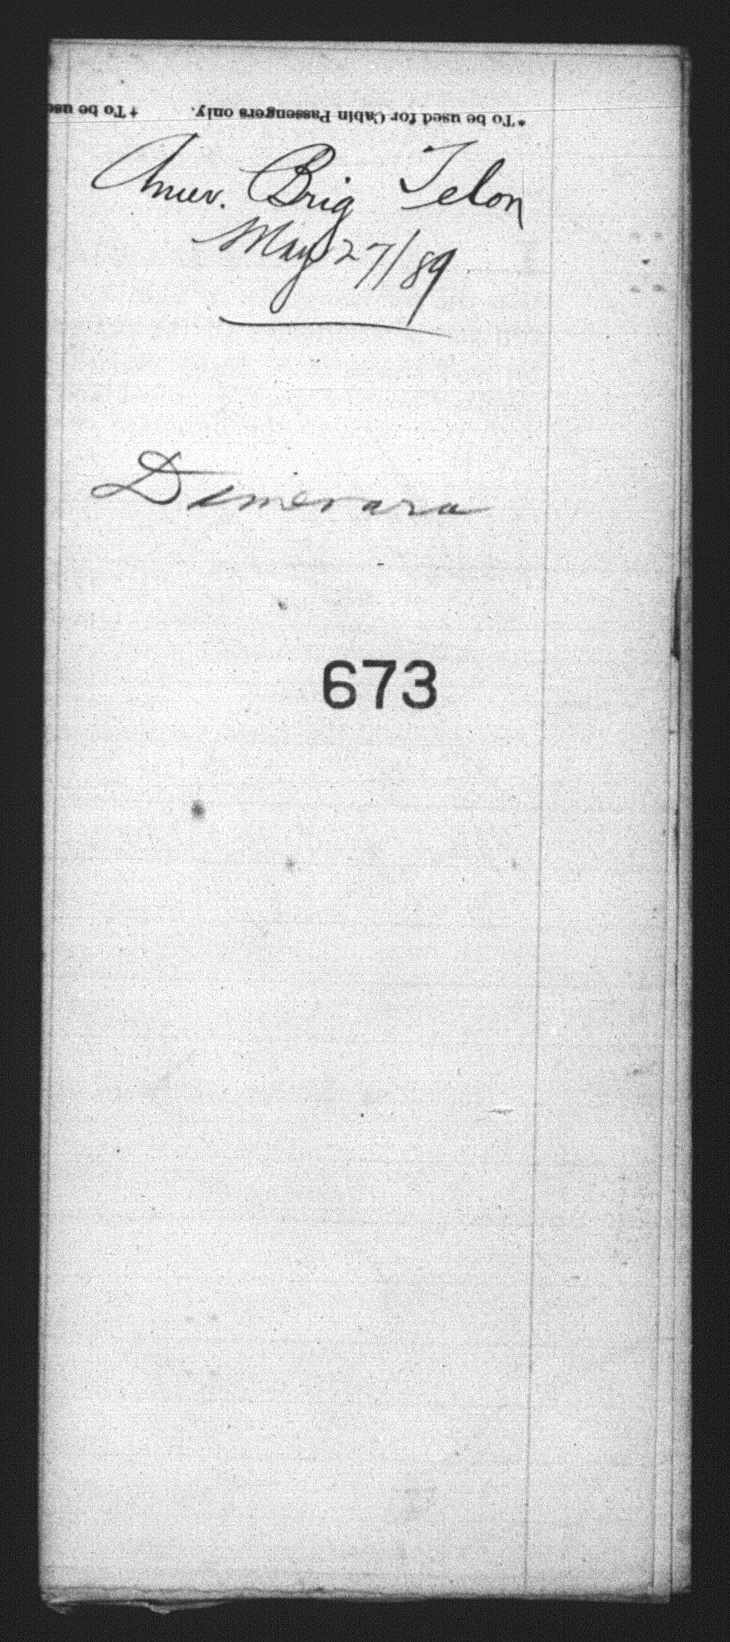 *To be used for Cabin Passengers only.
†To be use
Amer. Brig Telon
May 27/89
Demerara
673